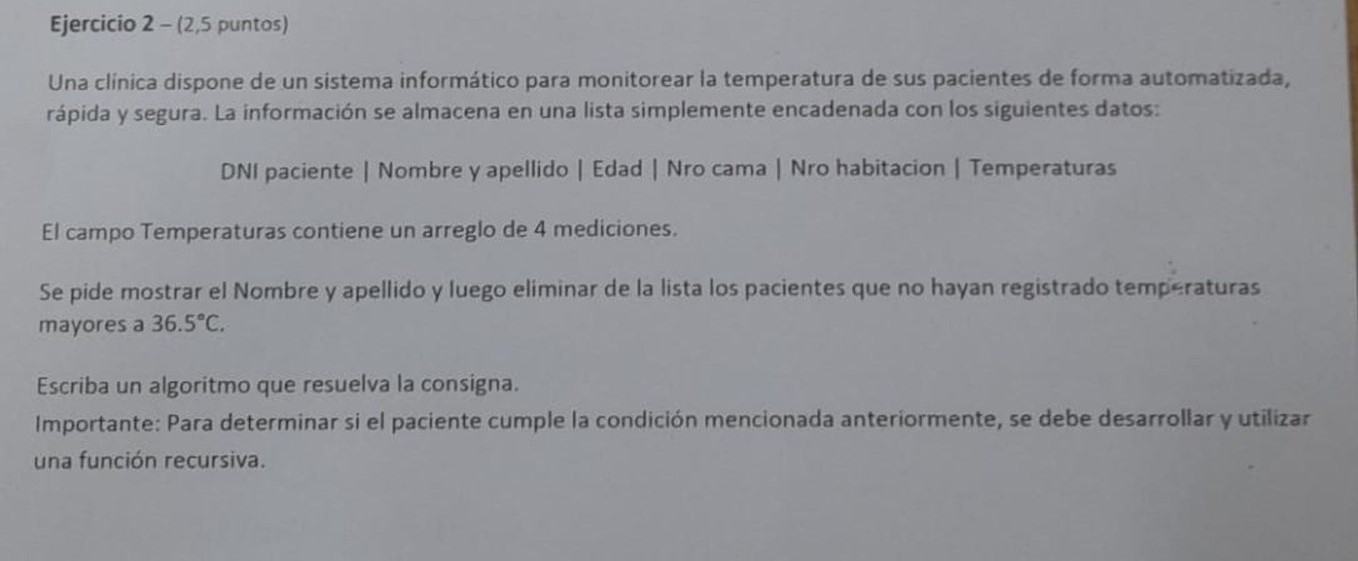 Ejercicio 2 – (2,5 puntos)
Una clínica dispone de un sistema informático para monitorear la temperatura de sus pacientes de forma automatizada,
rápida y segura. La información se almacena en una lista simplemente encadenada con los siguientes datos:
DNI paciente | Nombre y apellido | Edad | Nro cama | Nro habitacion | Temperaturas
El campo Temperaturas contiene un arreglo de 4 mediciones.
Se pide mostrar el Nombre y apellido y luego eliminar de la lista los pacientes que no hayan registrado temperaturas
mayores a 36.5°C.
Escriba un algoritmo que resuelva la consigna.
Importante: Para determinar si el paciente cumple la condición mencionada anteriormente, se debe desarrollar y utilizar
una función recursiva.